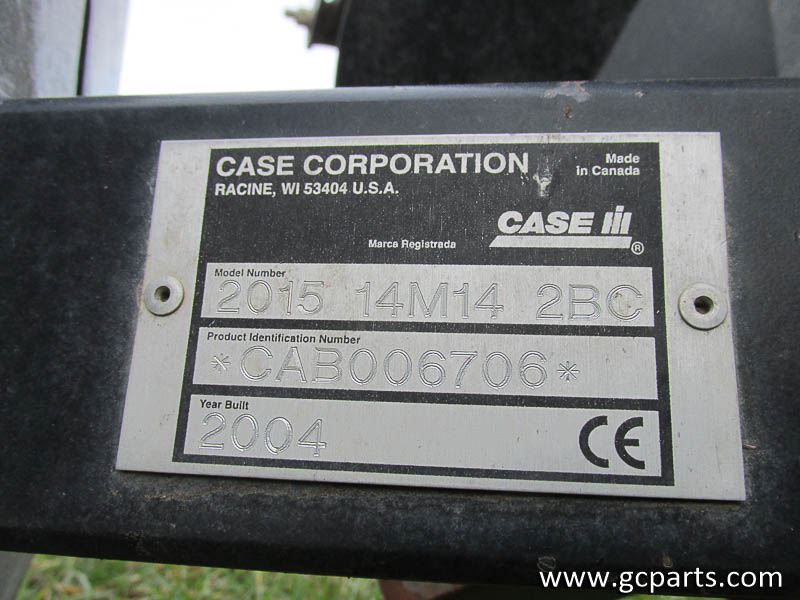 CASE CORPORATION
RACINE, WI 53404 U.S.A.
Made
in Canada
CASE IH®
Marca Registrada
Model Number
2015 14M14 2BC
Product Identification Number
*CAB006706*
Year Built
2004
CE
www.gcparts.com